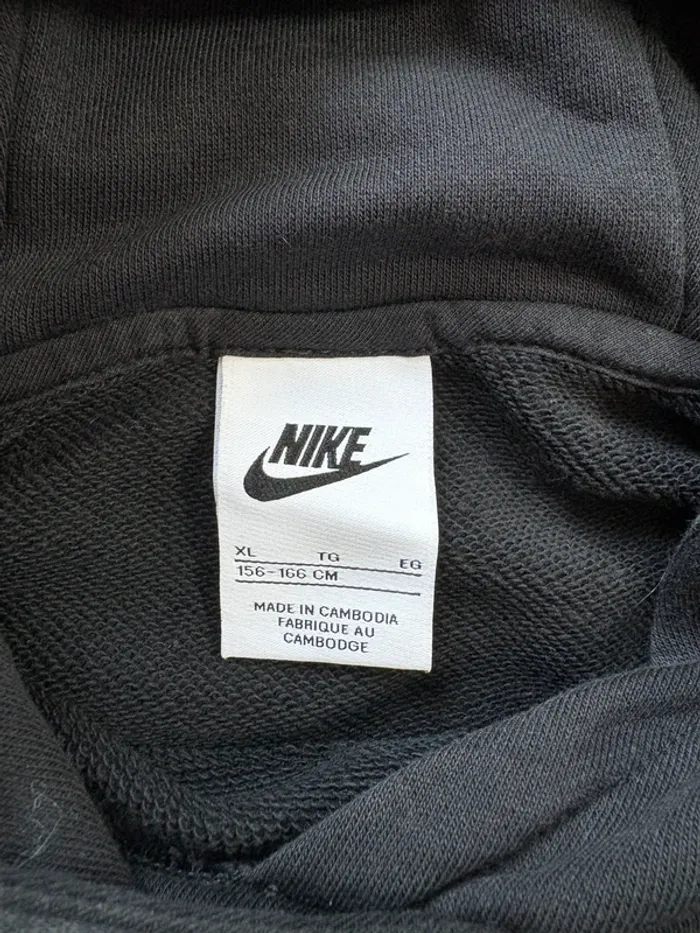 NIKE
XL TG EG
156-166 CM
MADE IN CAMBODIA
FABRIQUE AU
CAMBODGE